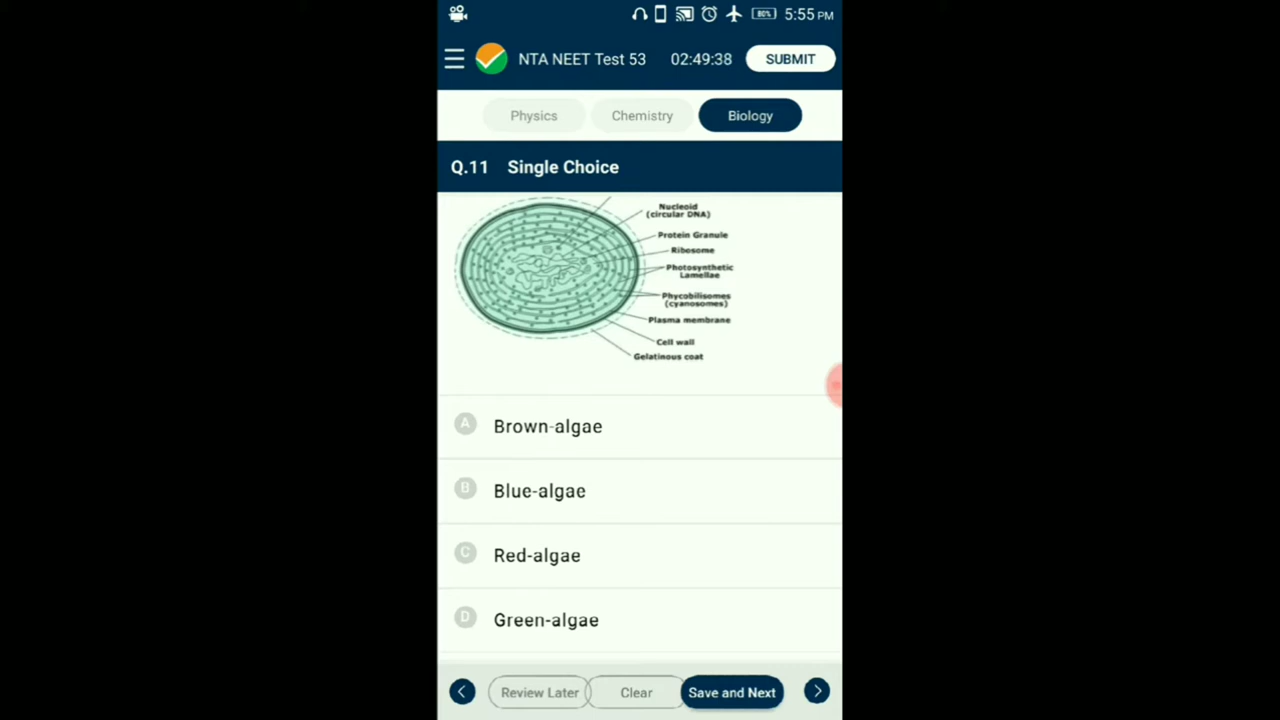 80% 5:55 PM
NTA NEET Test 53 02:49:38 SUBMIT
Physics Chemistry Biology
Q.11 Single Choice
Nucleoid
(circular DNA)
Protein Granule
Ribosome
Photosynthetic
Lamellae
Phycobilisomes
(cyanosomes)
Plasma membrane
Cell wall
Gelatinous coat
A Brown-algae
B Blue-algae
C Red-algae
D Green-algae
Review Later Clear Save and Next